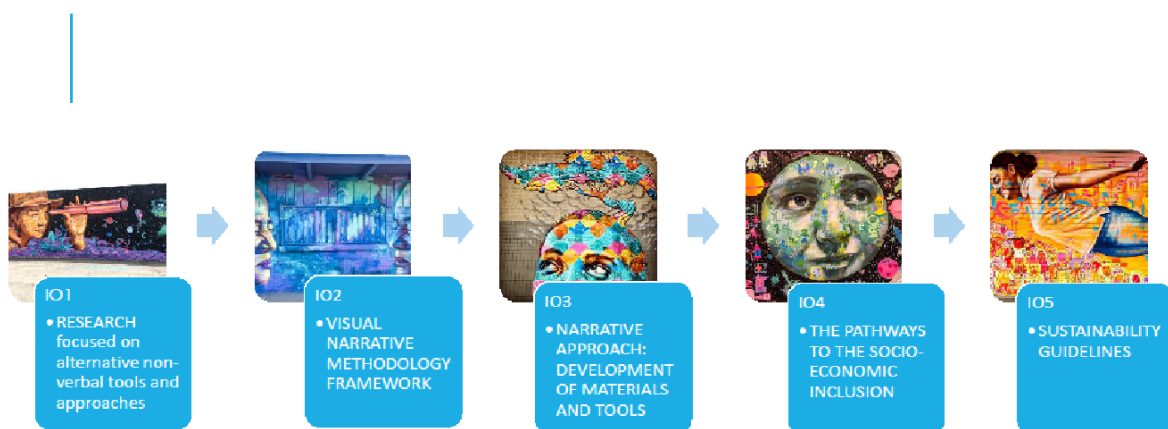 IO1
• RESEARCH
focused on
alternative non-
verbal tools and
approaches
IO2
• VISUAL
NARRATIVE
METHODOLOGY
FRAMEWORK
IO3
• NARRATIVE
APPROACH:
DEVELOPMENT
OF MATERIALS
AND TOOLS
IO4
• THE PATHWAYS
TO THE SOCIO-
ECONOMIC
INCLUSION
IO5
• SUSTAINABILITY
GUIDELINES